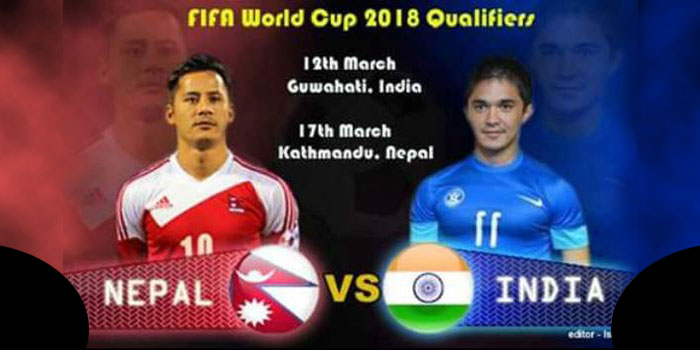 FIFA World Cup 2018 Qualifiers
12th March
Guwahati, India
17th March
Kathmandu, Nepal
10
11
NEPAL
VS
INDIA
editor - Is